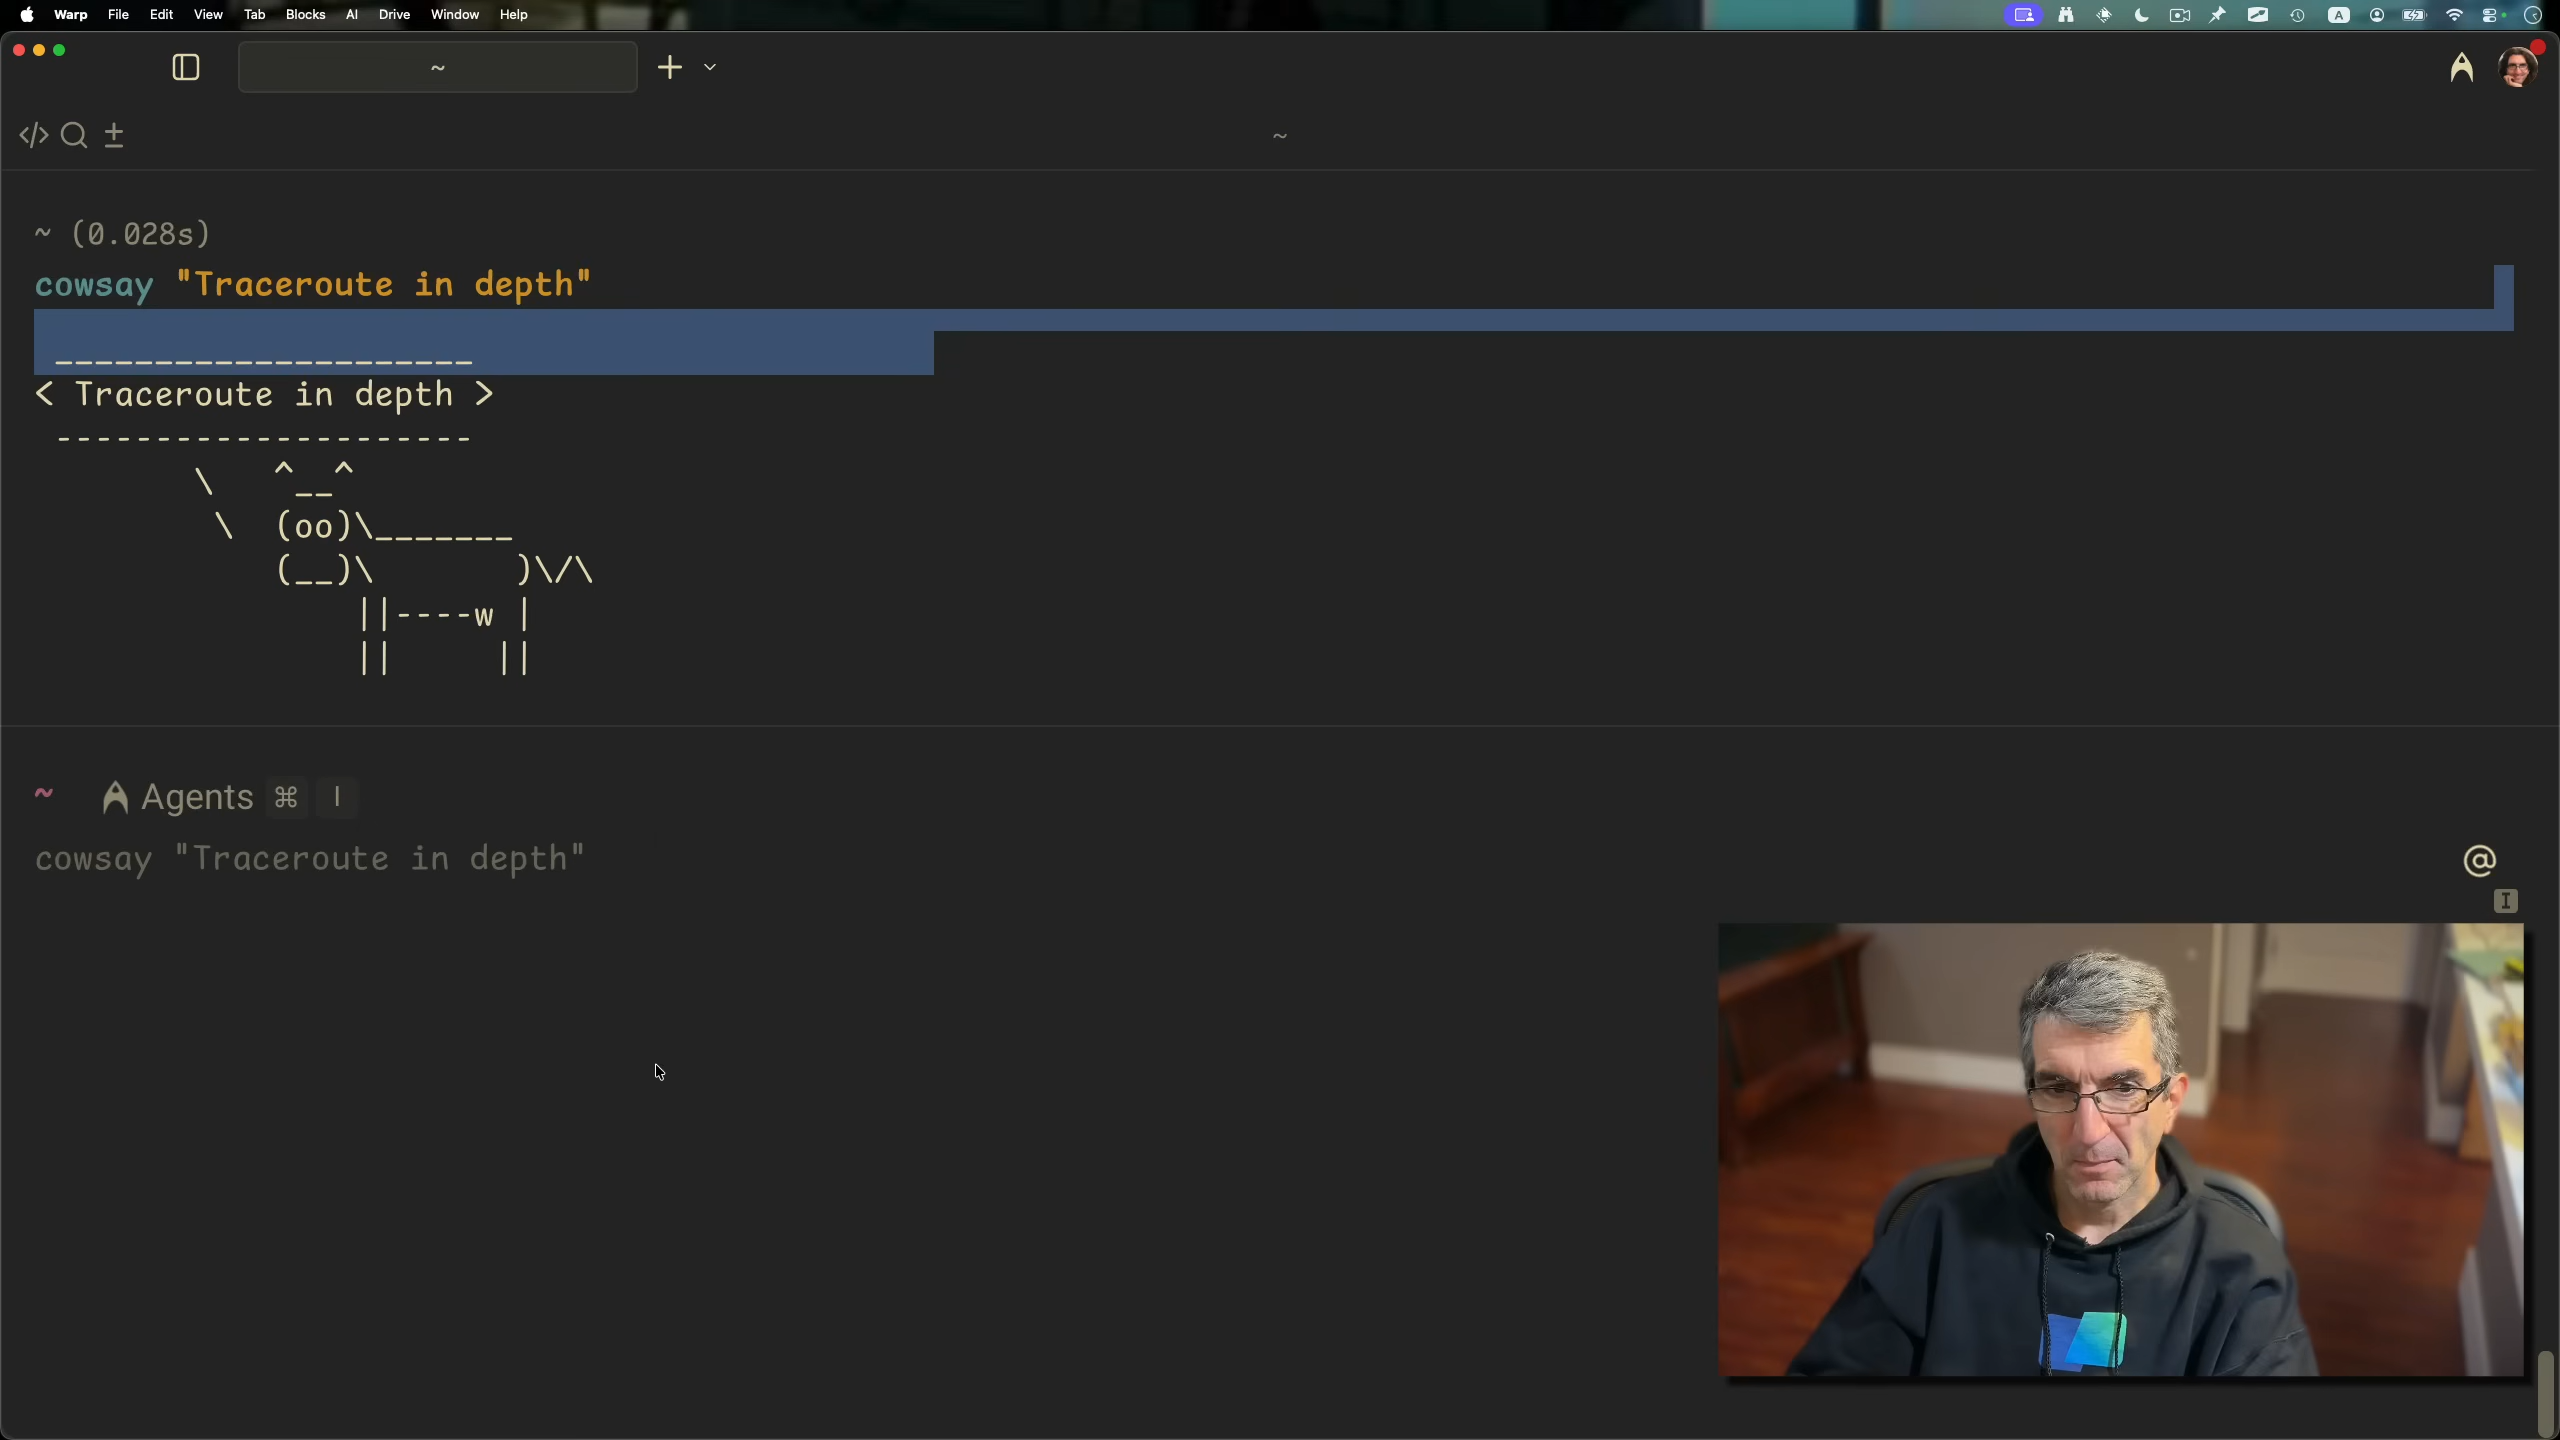 Warp File Edit View Tab Blocks AI Drive Window Help
A
~
~
~ (0.028s)
cowsay "Traceroute in depth"
 _____________________
< Traceroute in depth >
 ---------------------
        \   ^__^
         \  (oo)\_______
            (__)\       )\/\
                ||----w |
                ||     ||
~ Agents ⌘ I
cowsay "Traceroute in depth"
@
I